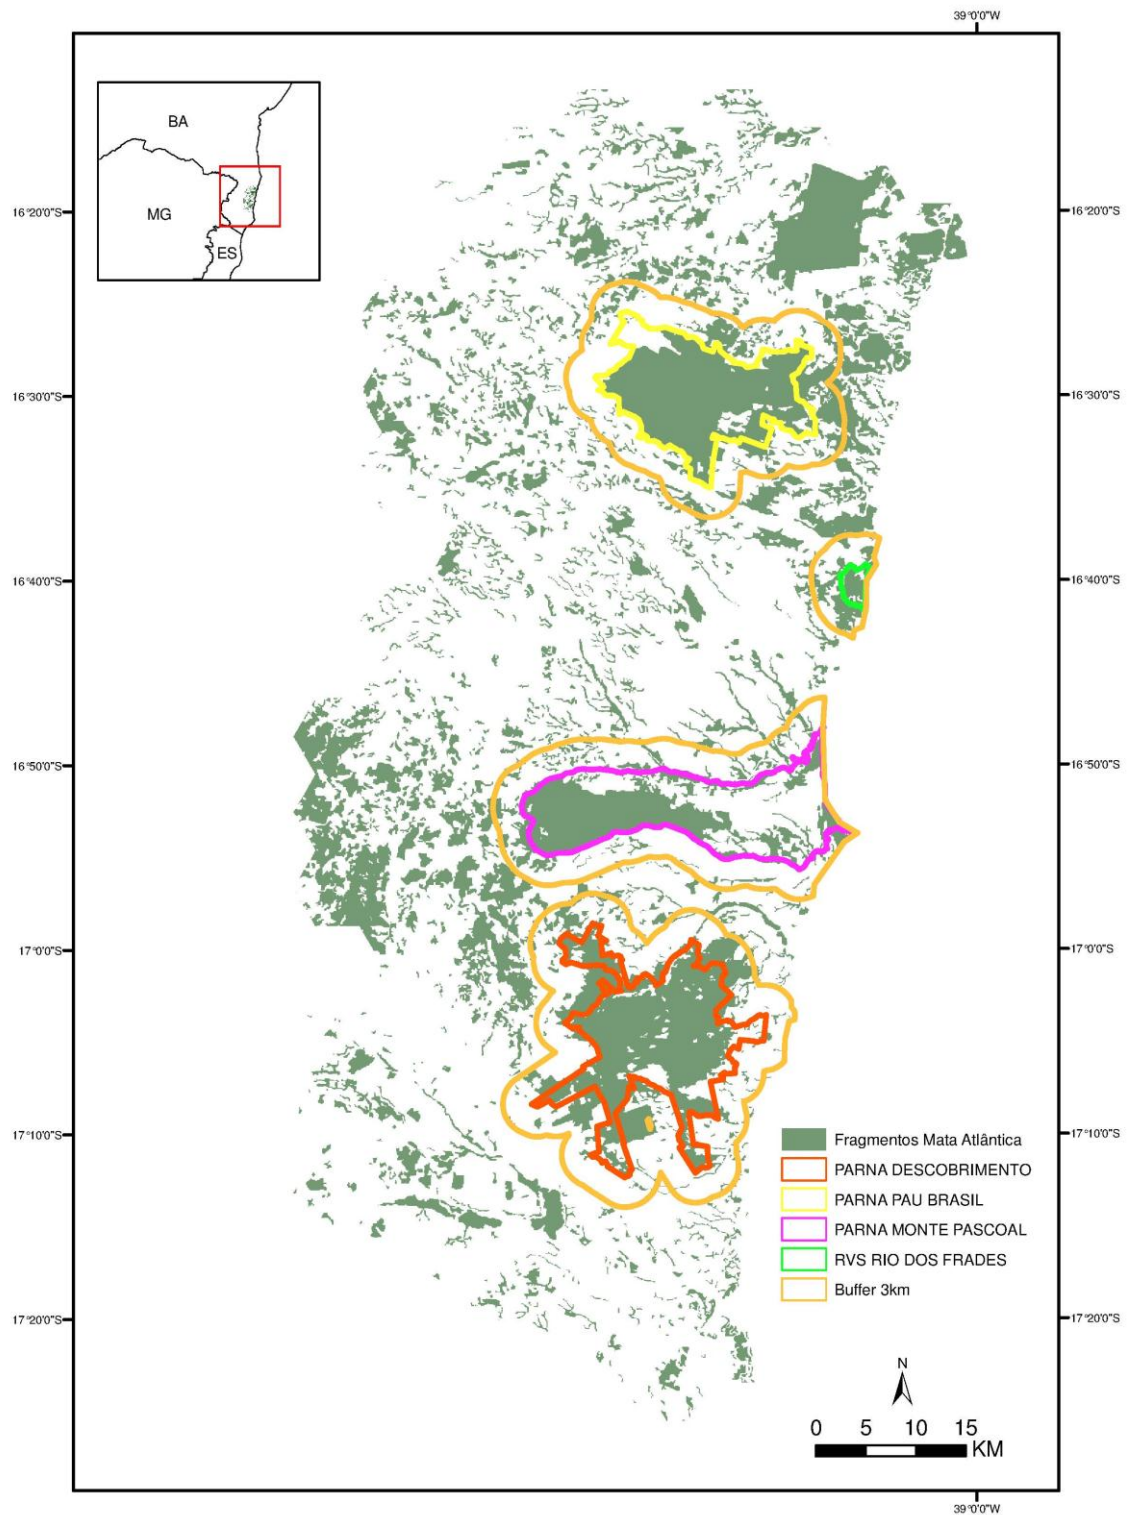 39°0'0"W
BA
MG
ES
16°20'0"S
16°20'0"S
16°30'0"S
16°30'0"S
16°40'0"S
16°40'0"S
16°50'0"S
16°50'0"S
17°0'0"S
17°0'0"S
17°10'0"S
17°10'0"S
Fragmentos Mata Atlântica
PARNA DESCOBRIMENTO
PARNA PAU BRASIL
PARNA MONTE PASCOAL
RVS RIO DOS FRADES
Buffer 3km
17°20'0"S
17°20'0"S
N
0 5 10 15
KM
39°0'0"W